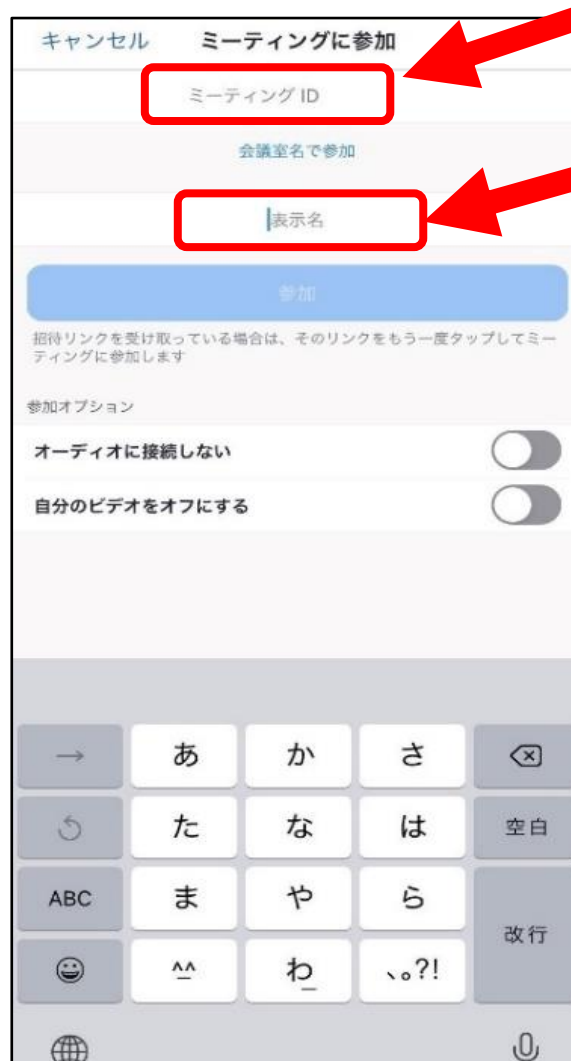 キャンセル ミーティングに参加
ミーティング ID
会議室名で参加
表示名
参加
招待リンクを受け取っている場合は、そのリンクをもう一度タップしてミー
ティングに参加します
参加オプション
オーディオに接続しない
自分のビデオをオフにする
→ あ か さ
た な は 空白
ABC ま や ら
改行
^^ わ 、。?!